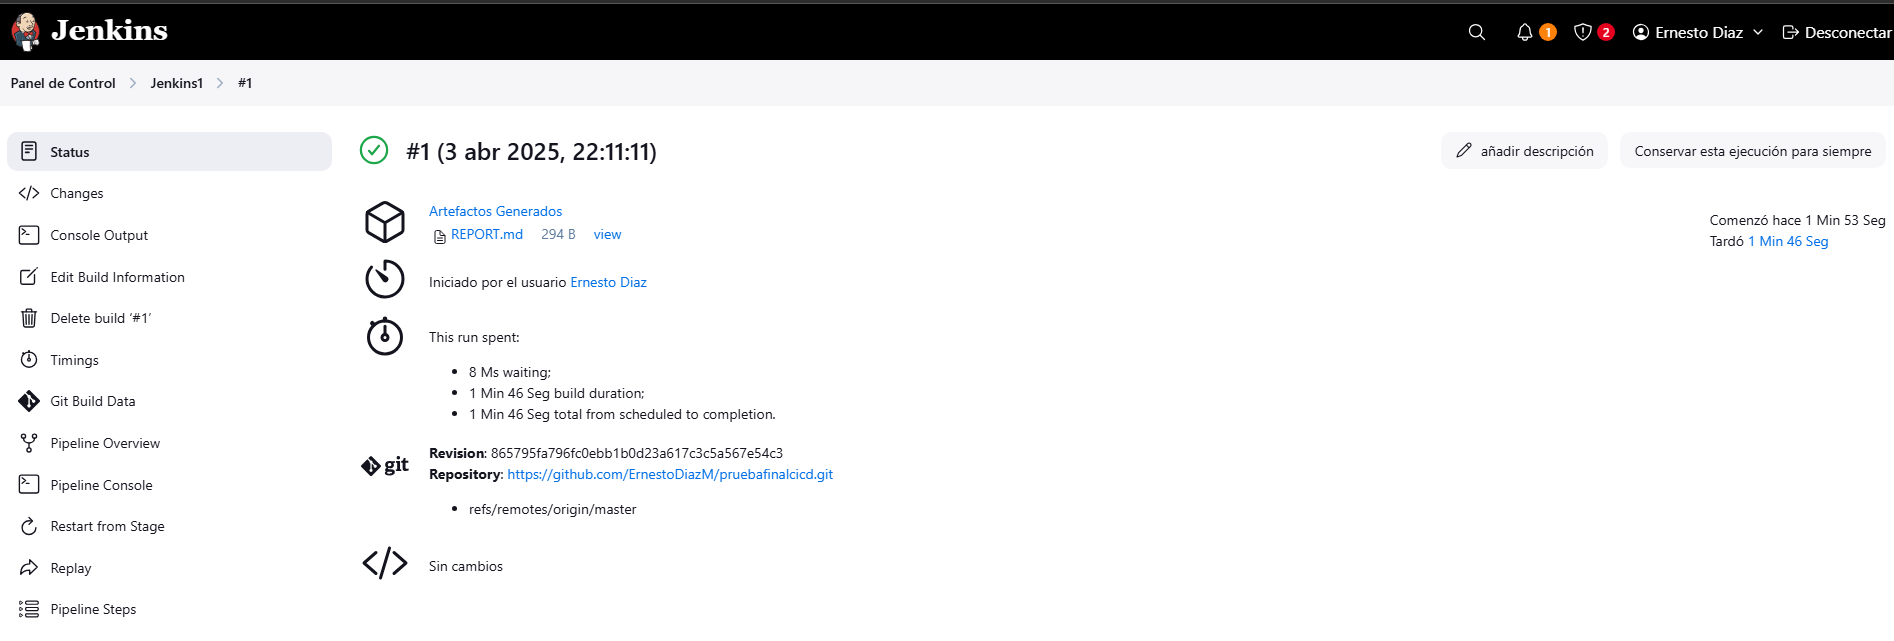 Jenkins
1
2
Ernesto Diaz
Desconectar
Panel de Control
Jenkins1
#1
Status
Changes
Console Output
Edit Build Information
Delete build ‘#1’
Timings
Git Build Data
Pipeline Overview
Pipeline Console
Restart from Stage
Replay
Pipeline Steps
#1 (3 abr 2025, 22:11:11)
añadir descripción
Conservar esta ejecución para siempre
Artefactos Generados
REPORT.md 294 B view
Comenzó hace 1 Min 53 Seg
Tardó 1 Min 46 Seg
Iniciado por el usuario Ernesto Diaz
This run spent:
8 Ms waiting;
1 Min 46 Seg build duration;
1 Min 46 Seg total from scheduled to completion.
git
Revision: 865795fa796fc0ebb1b0d23a617c3c5a567e54c3
Repository: https://github.com/ErnestoDiazM/pruebafinalcicd.git
refs/remotes/origin/master
Sin cambios